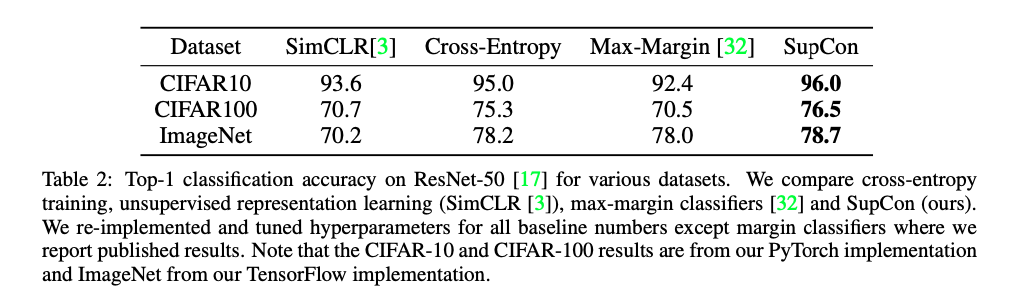 Dataset SimCLR[3] Cross-Entropy Max-Margin [32] SupCon
CIFAR10 93.6 95.0 92.4 96.0
CIFAR100 70.7 75.3 70.5 76.5
ImageNet 70.2 78.2 78.0 78.7
Table 2: Top-1 classification accuracy on ResNet-50 [17] for various datasets. We compare cross-entropy
training, unsupervised representation learning (SimCLR [3]), max-margin classifiers [32] and SupCon (ours).
We re-implemented and tuned hyperparameters for all baseline numbers except margin classifiers where we
report published results. Note that the CIFAR-10 and CIFAR-100 results are from our PyTorch implementation
and ImageNet from our TensorFlow implementation.